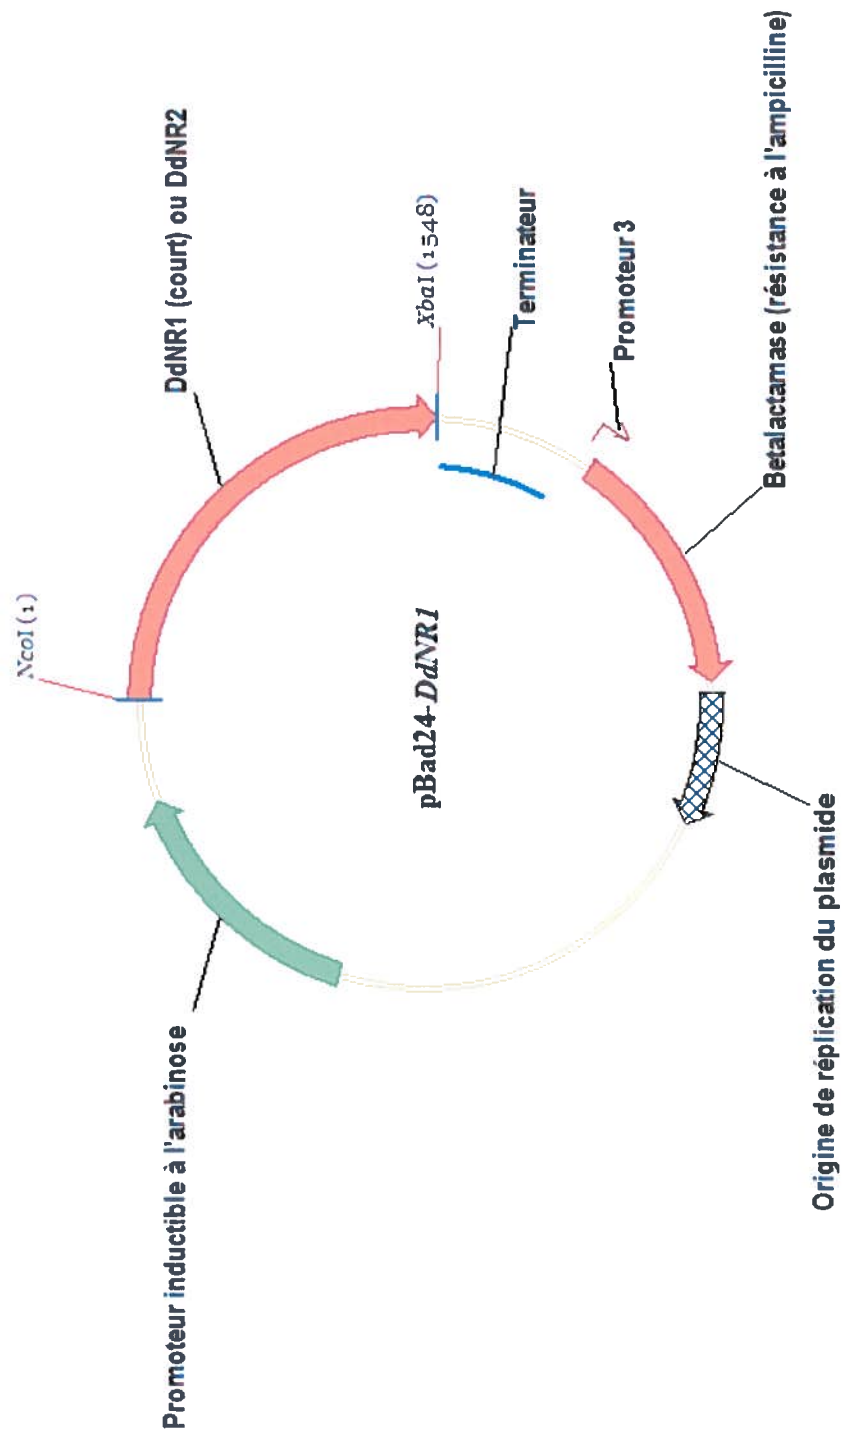 Promoteur inductible à l'arabinose
NcoI (1)
DdNR1 (court) ou DdNR2
XbaI (1548)
Terminateur
Promoteur 3
Betalactamase (résistance à l'ampicilline)
Origine de réplication du plasmide
pBad24-DdNR1